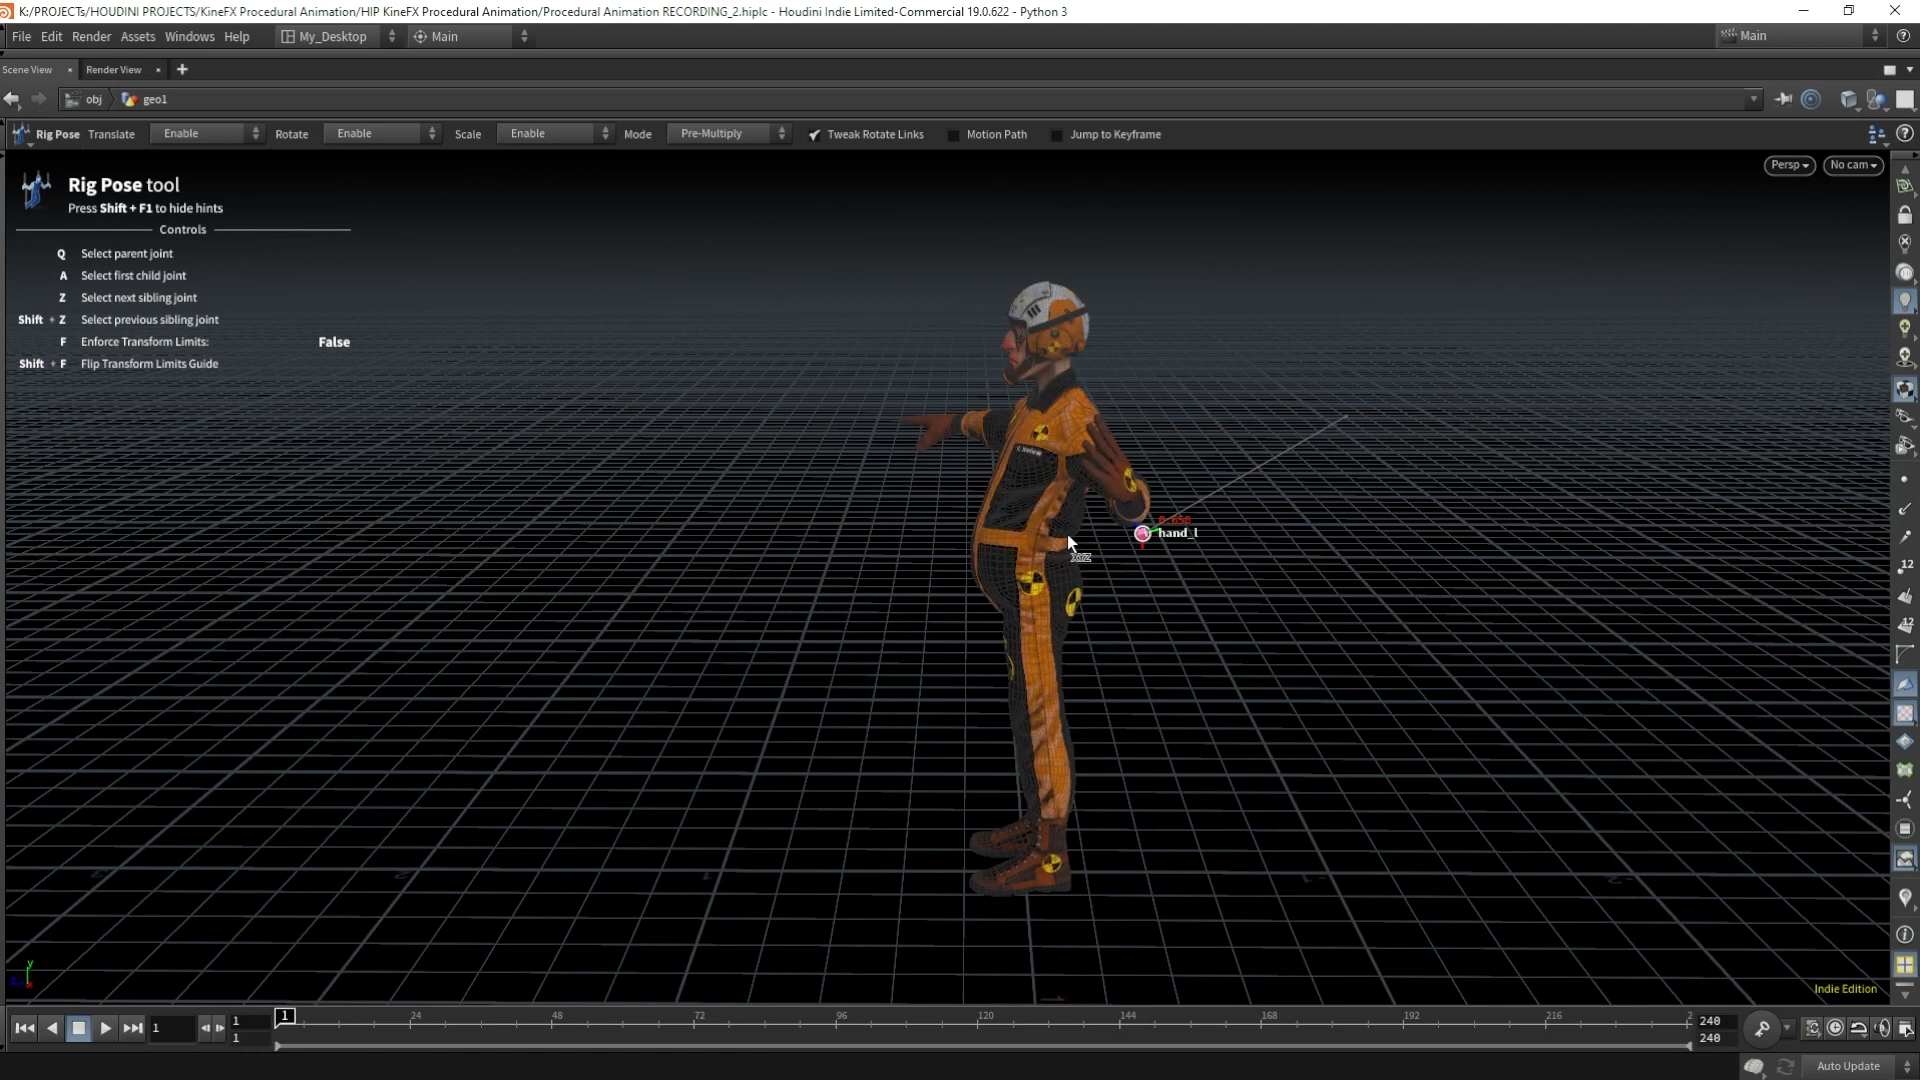 K:/PROJECTs/HOUDINI PROJECTS/KineFX Procedural Animation/HIP KineFX Procedural Animation/Procedural Animation RECORDING_2.hiplc - Houdini Indie Limited-Commercial 19.0.622 - Python 3
File Edit Render Assets Windows Help My_Desktop Main Main
Scene View × Render View ×
obj geo1
Rig Pose Translate Enable Rotate Enable Scale Enable Mode Pre-Multiply Tweak Rotate Links Motion Path Jump to Keyframe
Persp No cam
Rig Pose tool
Press Shift + F1 to hide hints
Controls
Q Select parent joint
A Select first child joint
Z Select next sibling joint
Shift + Z Select previous sibling joint
F Enforce Transform Limits: False
Shift + F Flip Transform Limits Guide
hand_l
XYZ
12
12
y
x
Indie Edition
1 1 1 24 48 72 96 120 144 168 192 216 2 240
1 240
Auto Update